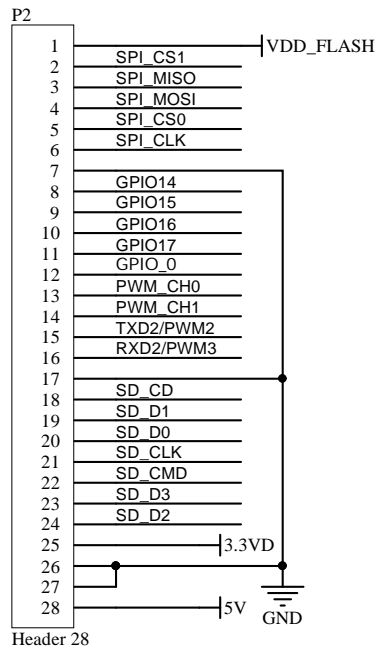 P2
1 VDD_FLASH
2 SPI_CS1
3 SPI_MISO
4 SPI_MOSI
5 SPI_CS0
6 SPI_CLK
7
8 GPIO14
9 GPIO15
10 GPIO16
11 GPIO17
12 GPIO_0
13 PWM_CH0
14 PWM_CH1
15 TXD2/PWM2
16 RXD2/PWM3
17
18 SD_CD
19 SD_D1
20 SD_D0
21 SD_CLK
22 SD_CMD
23 SD_D3
24 SD_D2
25 3.3VD
26
27
28 5V
GND
Header 28